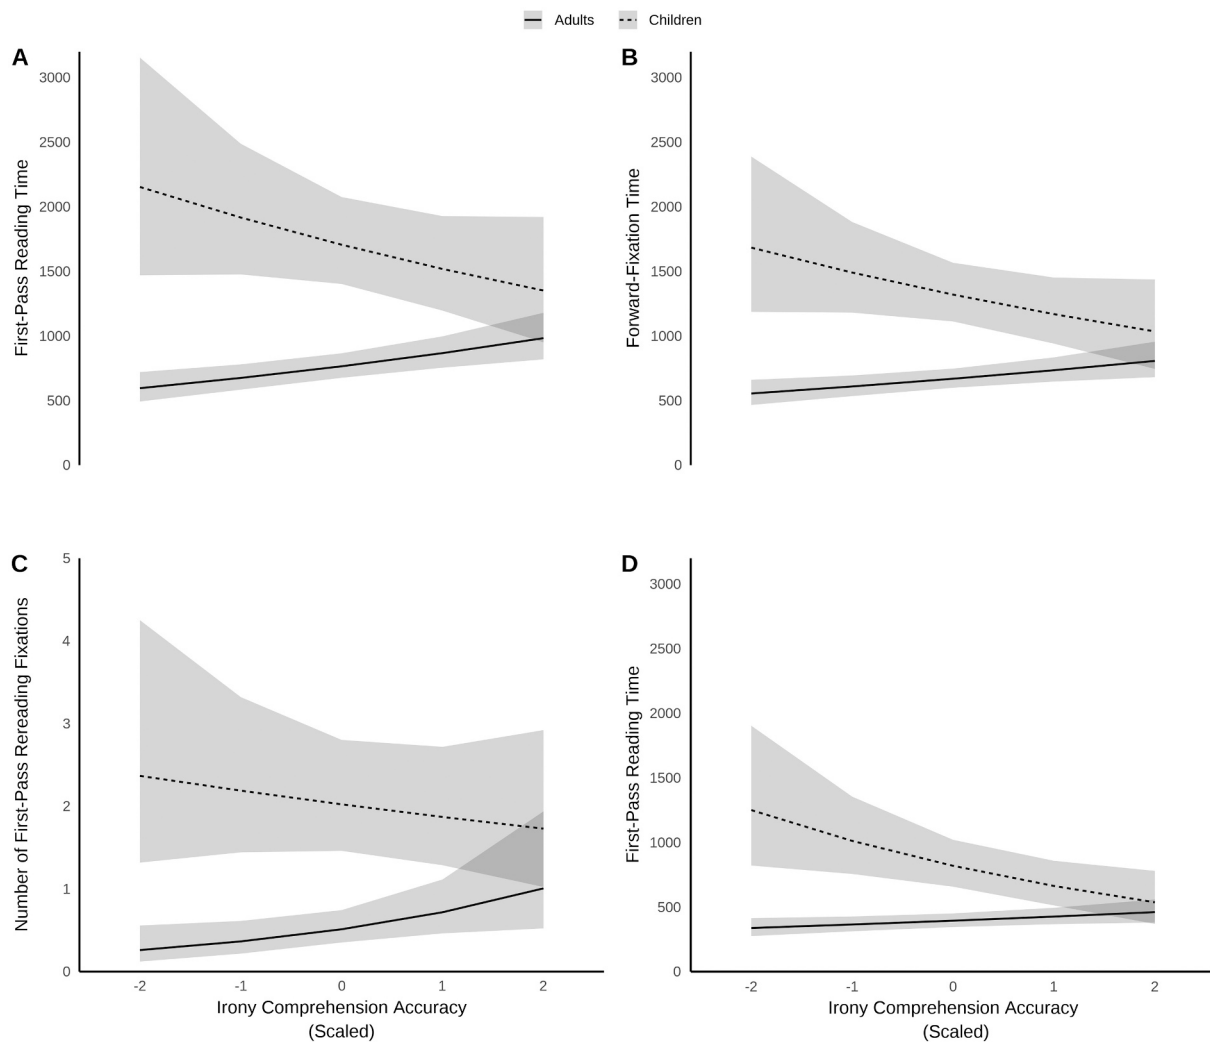 Adults Children
A
3000
2500
2000
1500
1000
500
0
First-Pass Reading Time
B
3000
2500
2000
1500
1000
500
0
Forward-Fixation Time
C
5
4
3
2
1
0
Number of First-Pass Rereading Fixations
-2 -1 0 1 2
Irony Comprehension Accuracy
(Scaled)
D
3000
2500
2000
1500
1000
500
0
First-Pass Reading Time
-2 -1 0 1 2
Irony Comprehension Accuracy
(Scaled)